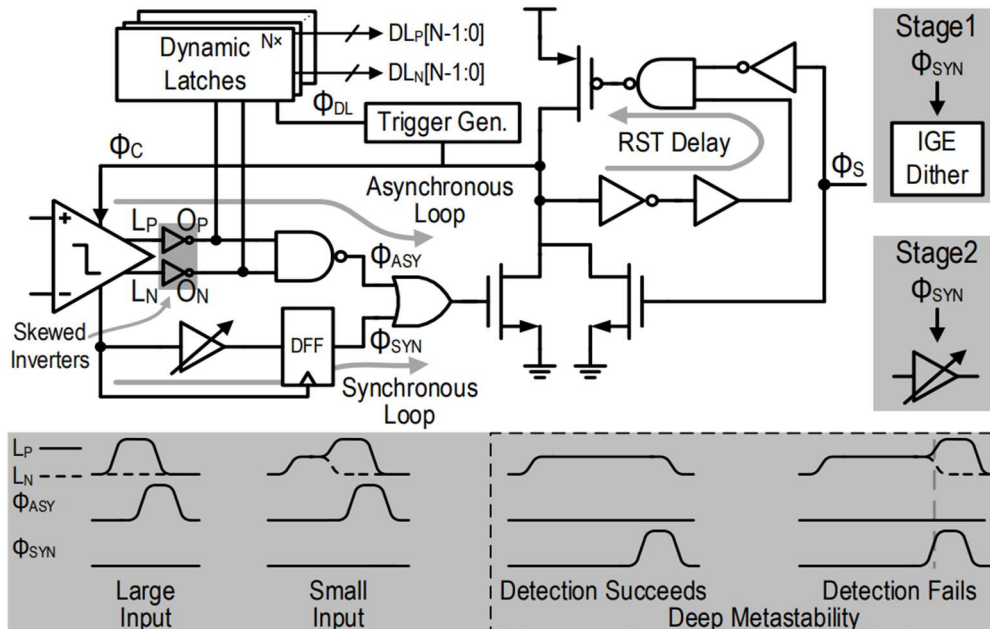 Dynamic
Latches
N×
DLP[N-1:0]
DLN[N-1:0]
ΦDL
Trigger Gen.
ΦC
Asynchronous
Loop
RST Delay
ΦS
LP
OP
LN
ON
ΦASY
Skewed
Inverters
DFF
ΦSYN
Synchronous
Loop
Stage1
ΦSYN
IGE
Dither
Stage2
ΦSYN
LP
LN
ΦASY
ΦSYN
Large
Input
Small
Input
Detection Succeeds
Detection Fails
Deep Metastability